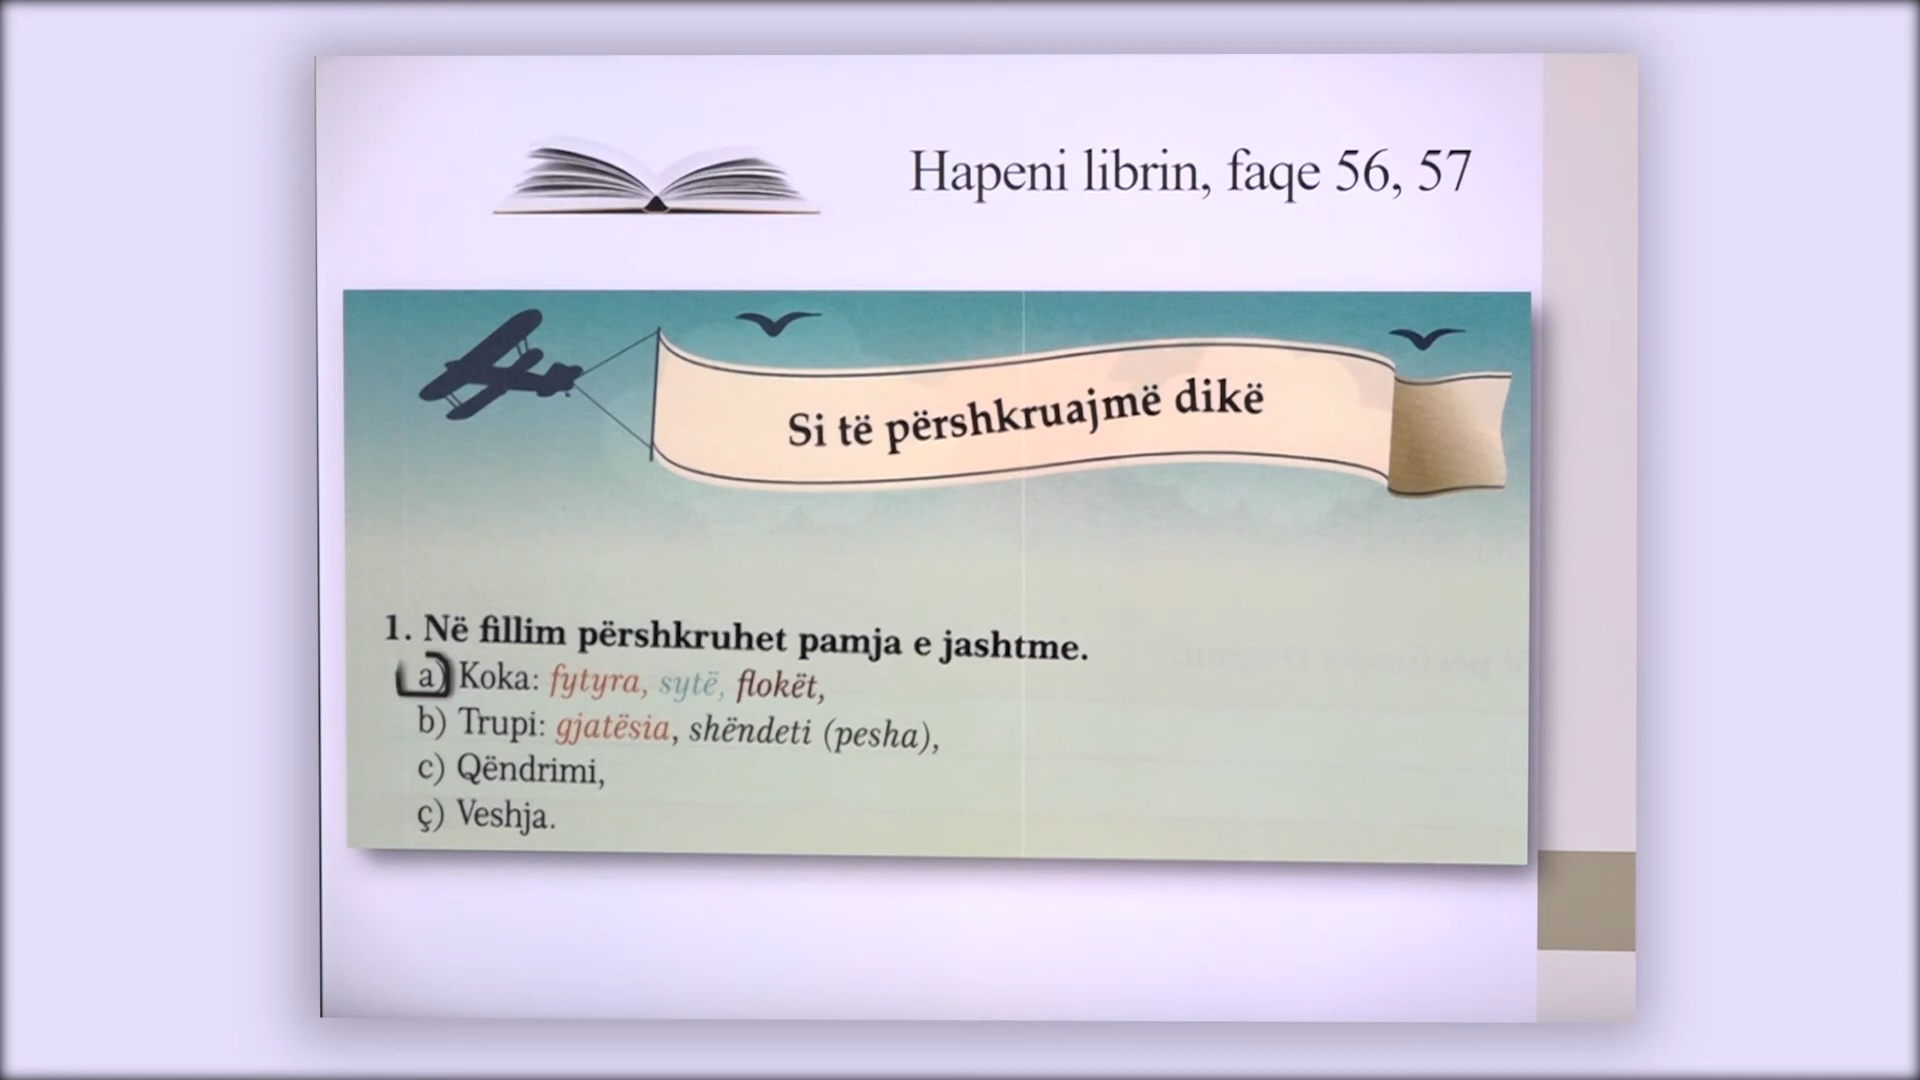 Hapeni librin, faqe 56, 57
Si të përshkruajmë dikë
1. Në fillim përshkruhet pamja e jashtme.
a) Koka: fytyra, sytë, flokët,
b) Trupi: gjatësia, shëndeti (pesha),
c) Qëndrimi,
ç) Veshja.